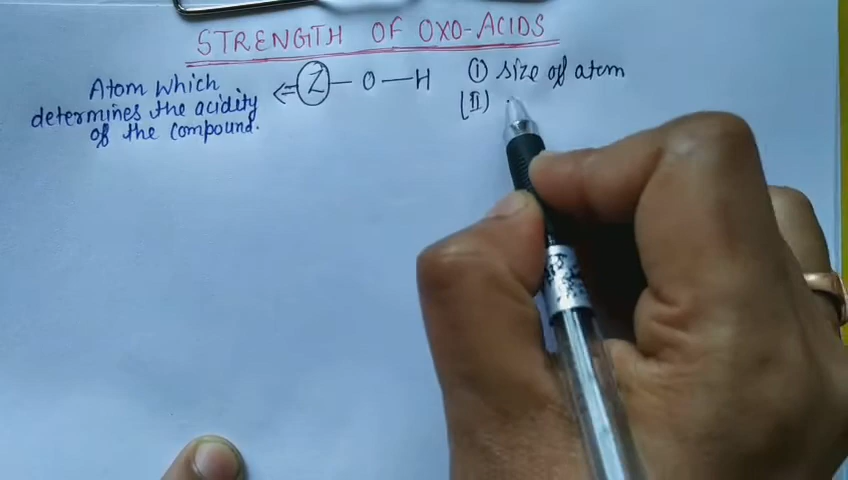 STRENGTH OF OXO-ACIDS
Atom which
determines the acidity
of the compound.
⇐ Z — O — H
(I) size of atom
(II)